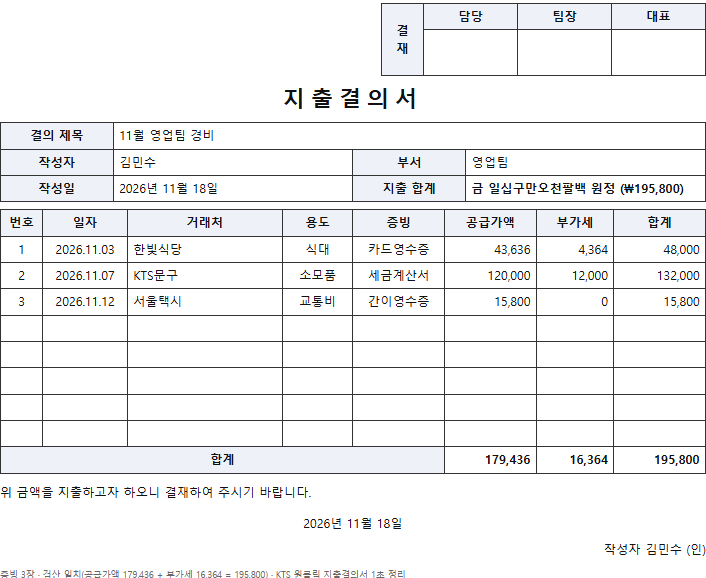 결재 담당 팀장 대표
지 출 결 의 서
결의 제목 11월 영업팀 경비
작성자 김민수 부서 영업팀
작성일 2026년 11월 18일 지출 합계 금 일십구만오천팔백 원정 (₩195,800)
번호 일자 거래처 용도 증빙 공급가액 부가세 합계
1 2026.11.03 한빛식당 식대 카드영수증 43,636 4,364 48,000
2 2026.11.07 KTS문구 소모품 세금계산서 120,000 12,000 132,000
3 2026.11.12 서울택시 교통비 간이영수증 15,800 0 15,800
합계 179,436 16,364 195,800
위 금액을 지출하고자 하오니 결재하여 주시기 바랍니다.
2026년 11월 18일
작성자 김민수 (인)
증빙 3장 · 검산 일치(공급가액 179,436 + 부가세 16,364 = 195,800) · KTS 원클릭 지출결의서 1초 정리